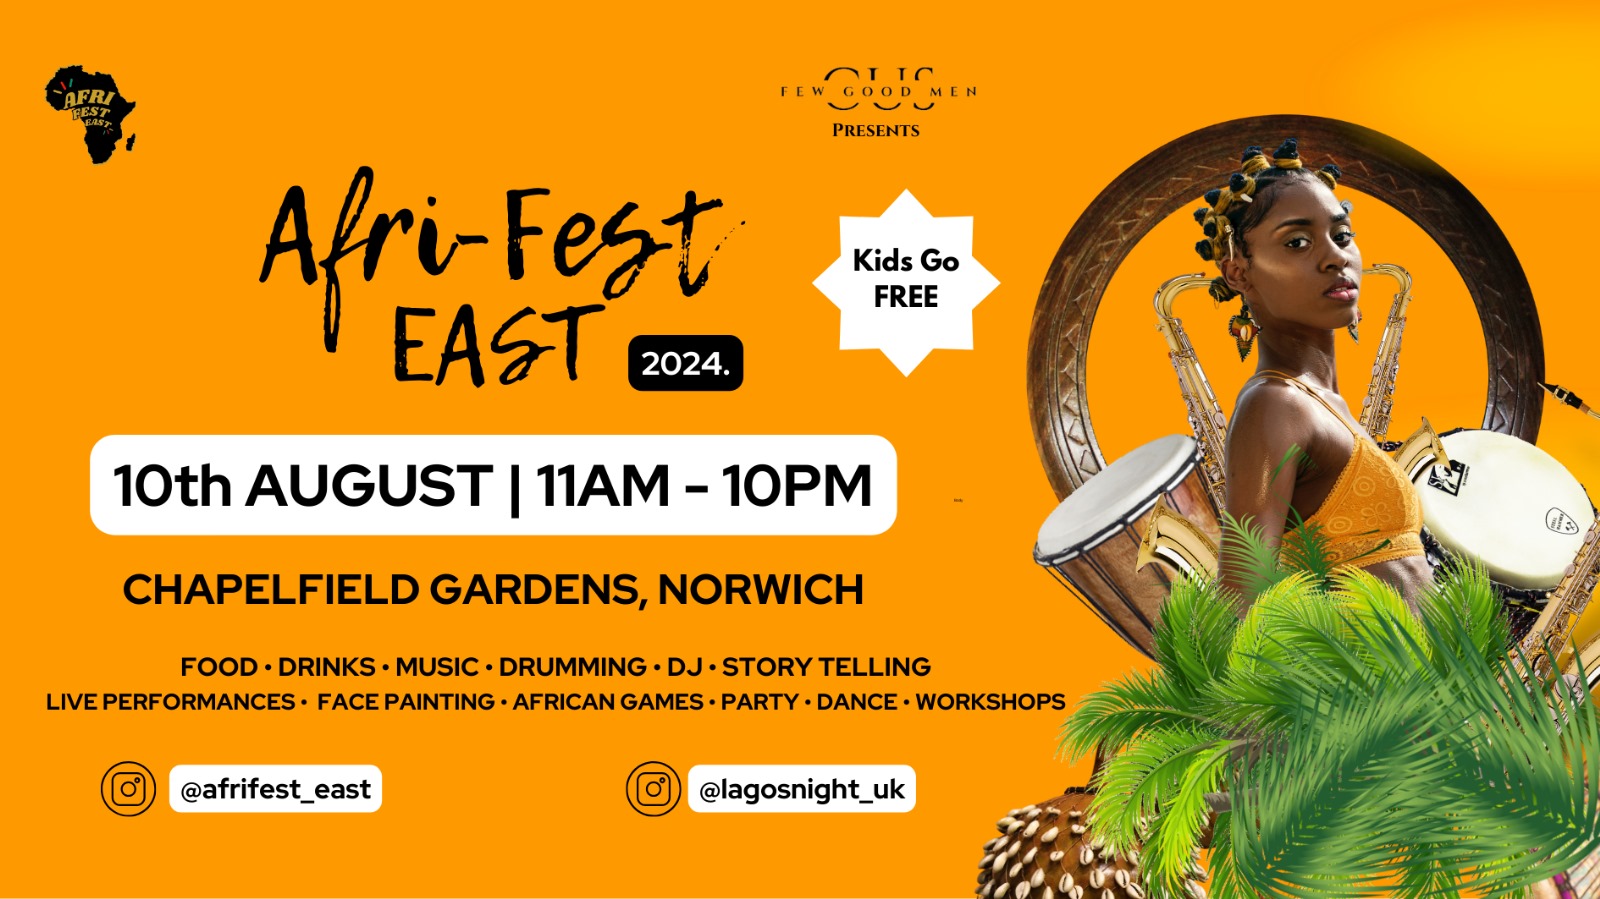 AFRI
FEST
EAST
CUS
FEW GOOD MEN
PRESENTS
Afri-Fest
EAST
2024.
Kids Go
FREE
10th AUGUST | 11AM - 10PM
CHAPELFIELD GARDENS, NORWICH
FOOD • DRINKS • MUSIC • DRUMMING • DJ • STORY TELLING
LIVE PERFORMANCES • FACE PAINTING • AFRICAN GAMES • PARTY • DANCE • WORKSHOPS
@afrifest_east
@lagosnight_uk